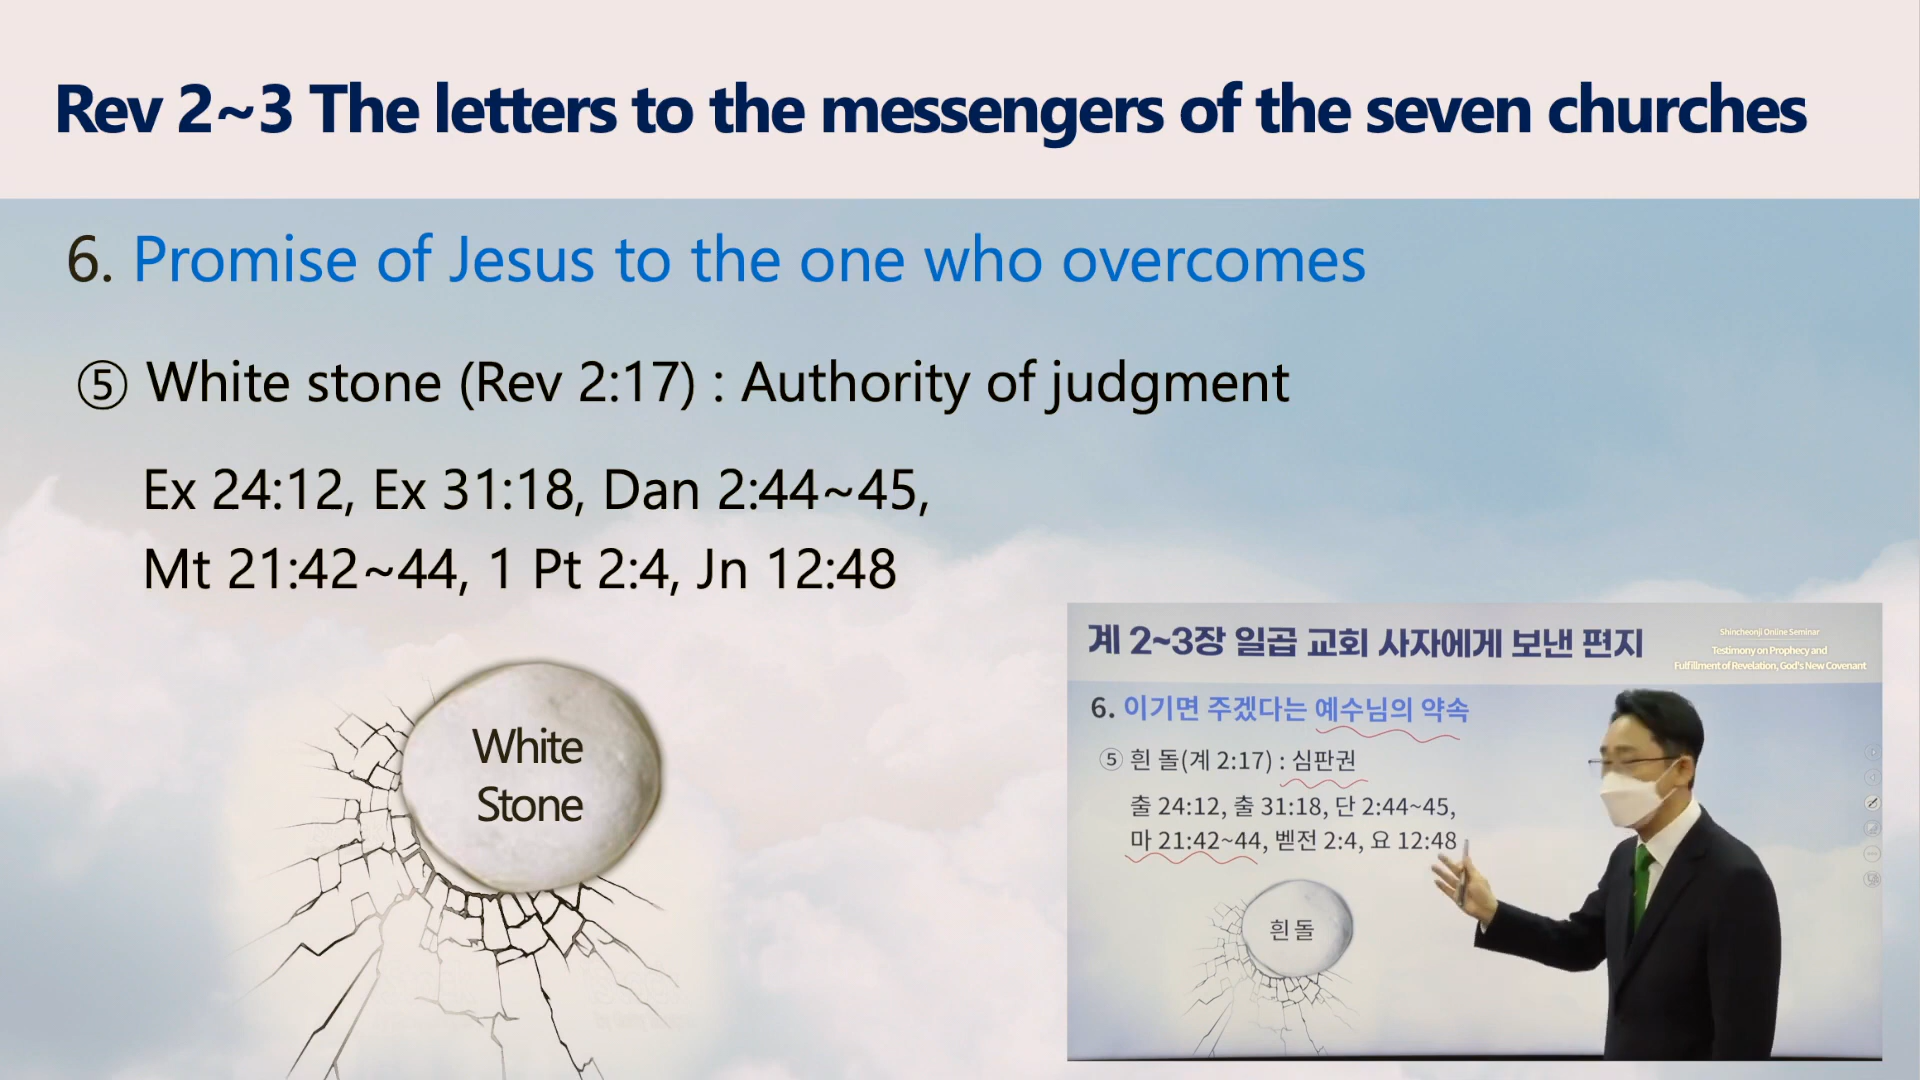 Rev 2~3 The letters to the messengers of the seven churches
6. Promise of Jesus to the one who overcomes
⑤ White stone (Rev 2:17) : Authority of judgment
Ex 24:12, Ex 31:18, Dan 2:44~45,
Mt 21:42~44, 1 Pt 2:4, Jn 12:48
White
Stone
계 2~3장 일곱 교회 사자에게 보낸 편지
Shincheonji Online Seminar
Testimony on Prophecy and
Fulfillment of Revelation, God's New Covenant
6. 이기면 주겠다는 예수님의 약속
⑤ 흰 돌(계 2:17) : 심판권
출 24:12, 출 31:18, 단 2:44~45,
마 21:42~44, 벧전 2:4, 요 12:48
흰 돌